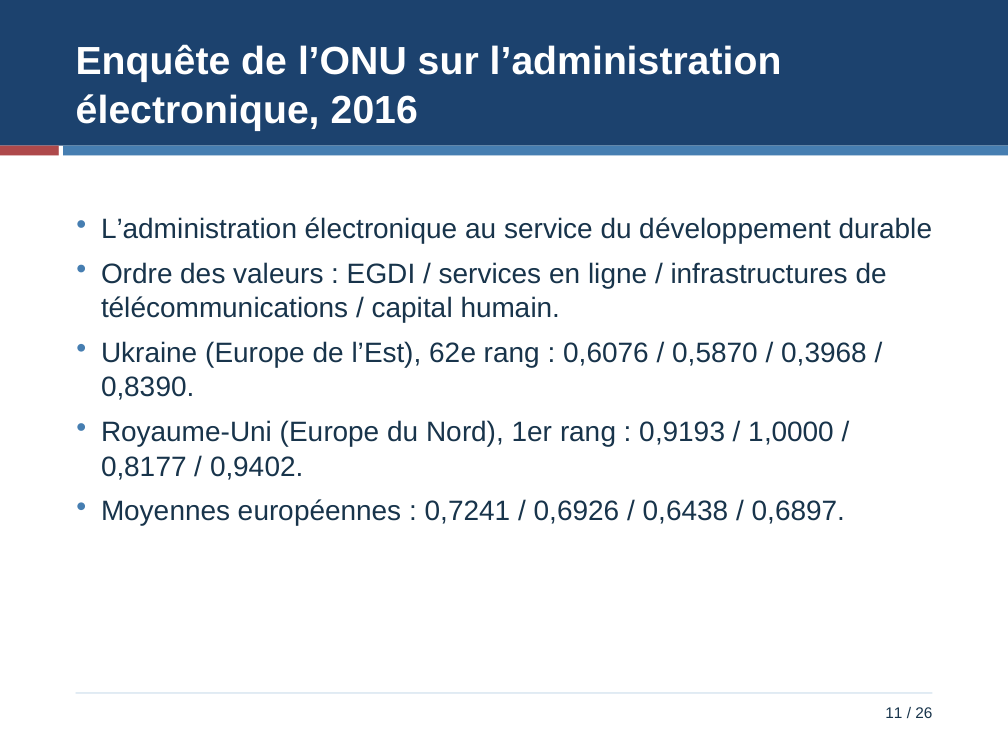 Enquête de l’ONU sur l’administration
électronique, 2016
• L’administration électronique au service du développement durable
• Ordre des valeurs : EGDI / services en ligne / infrastructures de
télécommunications / capital humain.
• Ukraine (Europe de l’Est), 62e rang : 0,6076 / 0,5870 / 0,3968 /
0,8390.
• Royaume-Uni (Europe du Nord), 1er rang : 0,9193 / 1,0000 /
0,8177 / 0,9402.
• Moyennes européennes : 0,7241 / 0,6926 / 0,6438 / 0,6897.
11 / 26